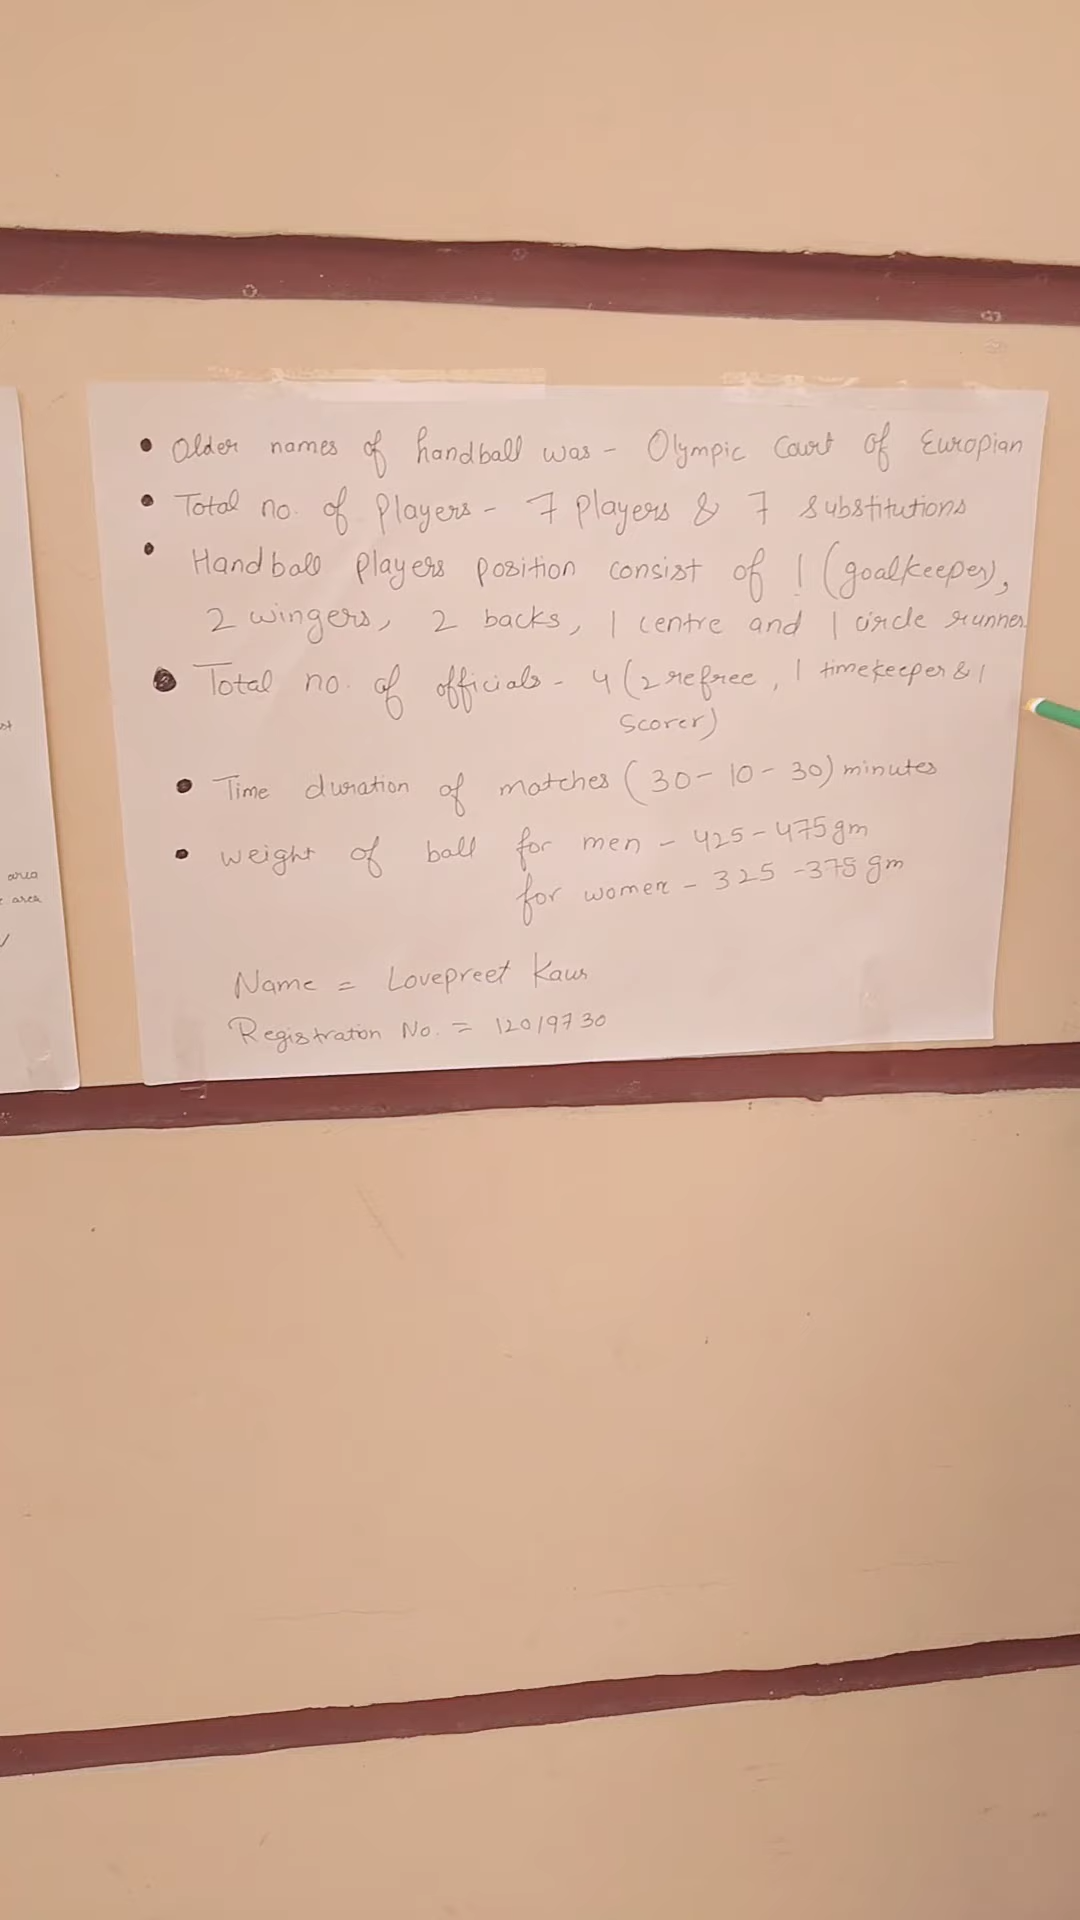 • Older names of handball was - Olympic Court of Europian
• Total no. of Players - 7 Players & 7 substitutions
• Handball Players position consist of 1 (goalkeeper),
2 wingers, 2 backs, 1 centre and 1 circle runner
• Total no. of officials - 4 (2 refree, 1 timekeeper & 1
Scorer)
• Time duration of matches (30-10-30) minutes
• weight of ball for men - 425-475gm
for women - 325-375 gm
Name = Lovepreet Kaur
Registration No. = 12019730
area
area